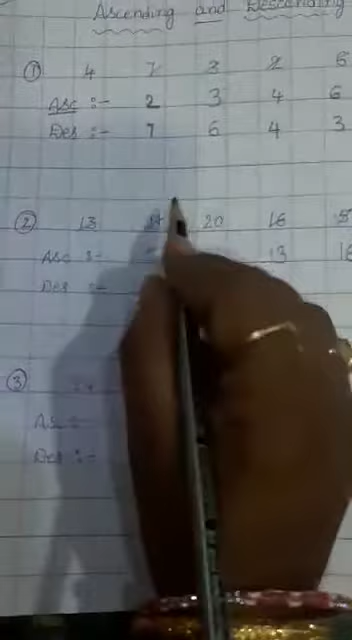 Ascending and Descending
① 4 7 3 2 6
Asc :- 2 3 4 6
Des :- 7 6 4 3
② 13 20 16
Asc :- 13
Des :-
③
Asc :-
Des :-